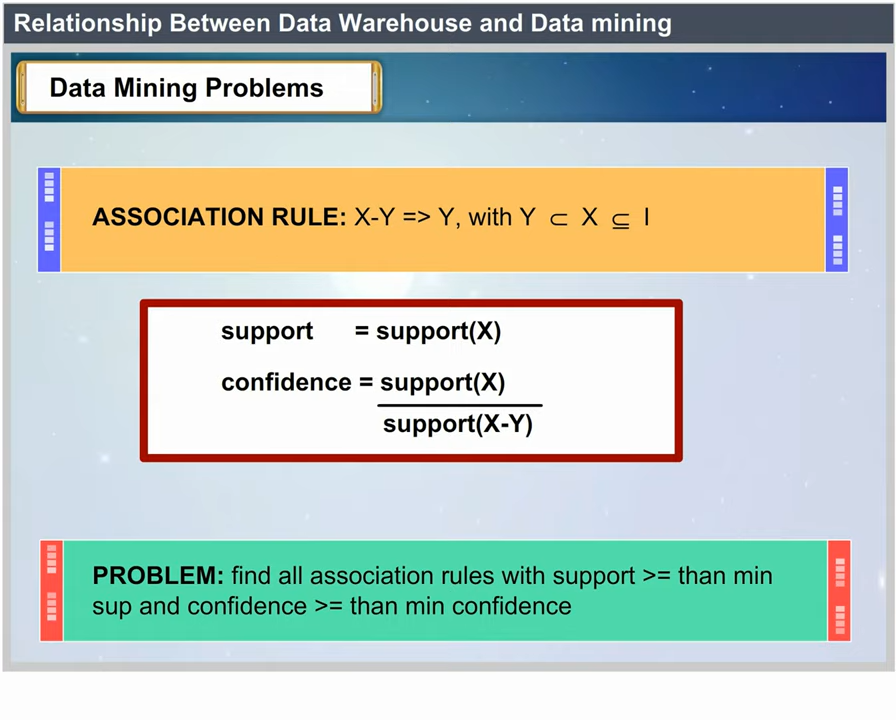 Relationship Between Data Warehouse and Data mining
Data Mining Problems
ASSOCIATION RULE: X-Y => Y, with Y ⊂ X ⊆ I
support = support(X)
confidence = support(X)
support(X-Y)
PROBLEM: find all association rules with support >= than min
sup and confidence >= than min confidence